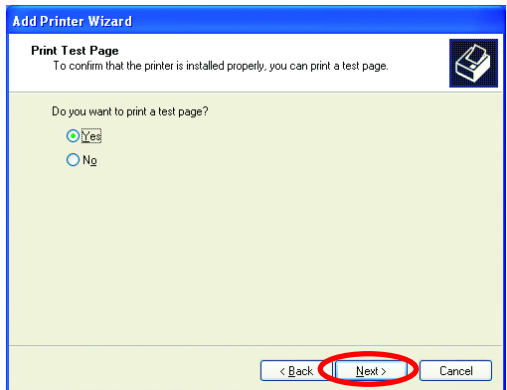 Add Printer Wizard
Print Test Page
To confirm that the printer is installed properly, you can print a test page.
Do you want to print a test page?
Yes
No
< Back
Next >
Cancel